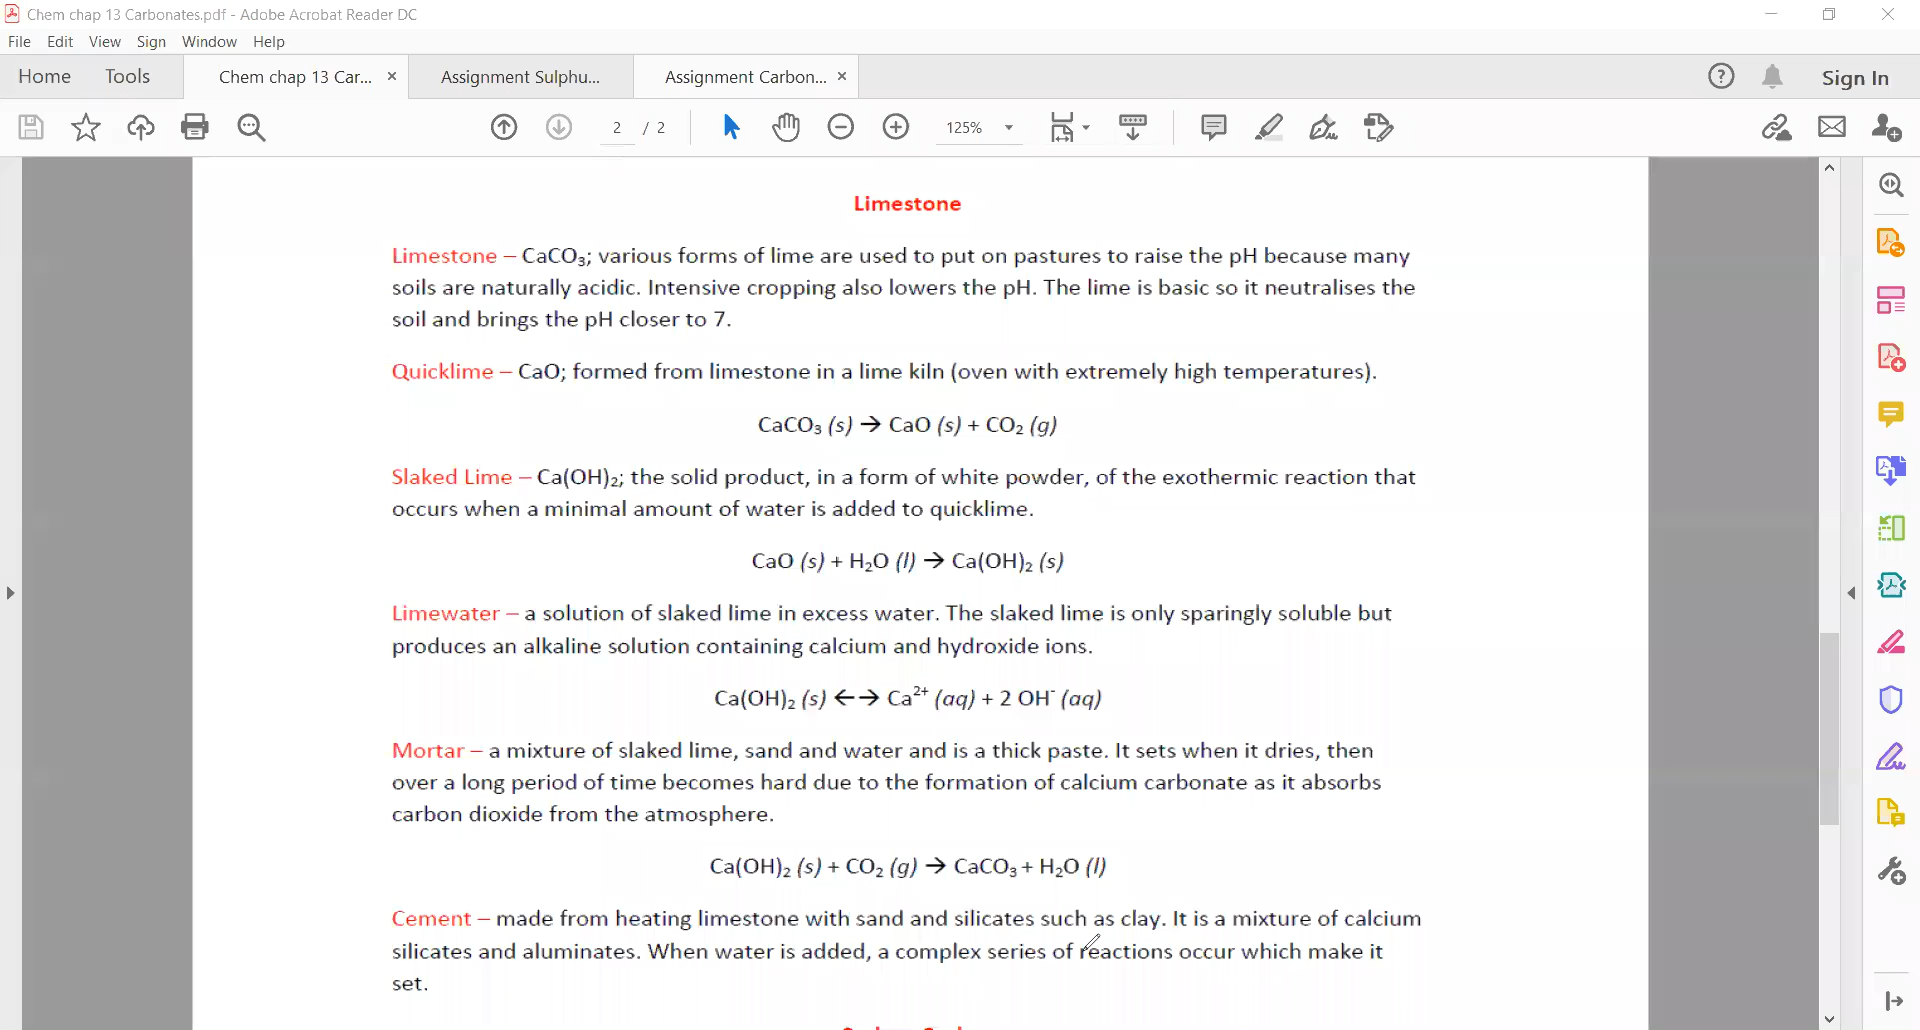 Chem chap 13 Carbonates.pdf - Adobe Acrobat Reader DC
File Edit View Sign Window Help
Home Tools Chem chap 13 Car... × Assignment Sulphu... Assignment Carbon... × Sign In
2 / 2 125%
Limestone
Limestone – CaCO₃; various forms of lime are used to put on pastures to raise the pH because many
soils are naturally acidic. Intensive cropping also lowers the pH. The lime is basic so it neutralises the
soil and brings the pH closer to 7.
Quicklime – CaO; formed from limestone in a lime kiln (oven with extremely high temperatures).
CaCO₃ (s) → CaO (s) + CO₂ (g)
Slaked Lime – Ca(OH)₂; the solid product, in a form of white powder, of the exothermic reaction that
occurs when a minimal amount of water is added to quicklime.
CaO (s) + H₂O (l) → Ca(OH)₂ (s)
Limewater – a solution of slaked lime in excess water. The slaked lime is only sparingly soluble but
produces an alkaline solution containing calcium and hydroxide ions.
Ca(OH)₂ (s) ←→ Ca²⁺ (aq) + 2 OH⁻ (aq)
Mortar – a mixture of slaked lime, sand and water and is a thick paste. It sets when it dries, then
over a long period of time becomes hard due to the formation of calcium carbonate as it absorbs
carbon dioxide from the atmosphere.
Ca(OH)₂ (s) + CO₂ (g) → CaCO₃ + H₂O (l)
Cement – made from heating limestone with sand and silicates such as clay. It is a mixture of calcium
silicates and aluminates. When water is added, a complex series of reactions occur which make it
set.